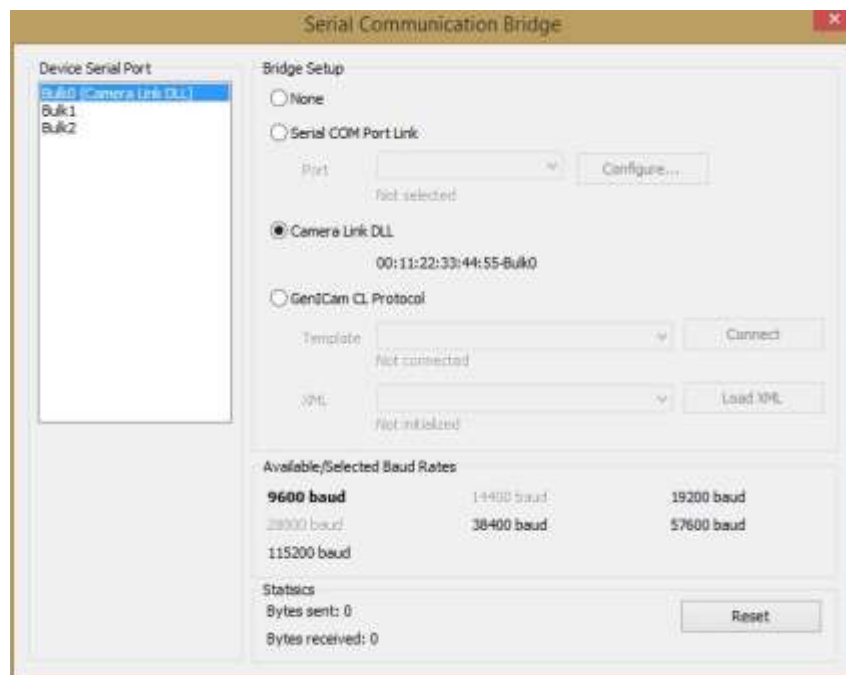 Serial Communication Bridge
Device Serial Port
Bulk0 [Camera Link DLL]
Bulk1
Bulk2
Bridge Setup
None
Serial COM Port Link
Port
Configure...
Not selected
Camera Link DLL
00:11:22:33:44:55-Bulk0
GenICam CL Protocol
Template
Connect
Not connected
XML
Load XML
Not initialized
Available/Selected Baud Rates
9600 baud 14400 baud 19200 baud
28800 baud 38400 baud 57600 baud
115200 baud
Statisics
Bytes sent: 0
Reset
Bytes received: 0